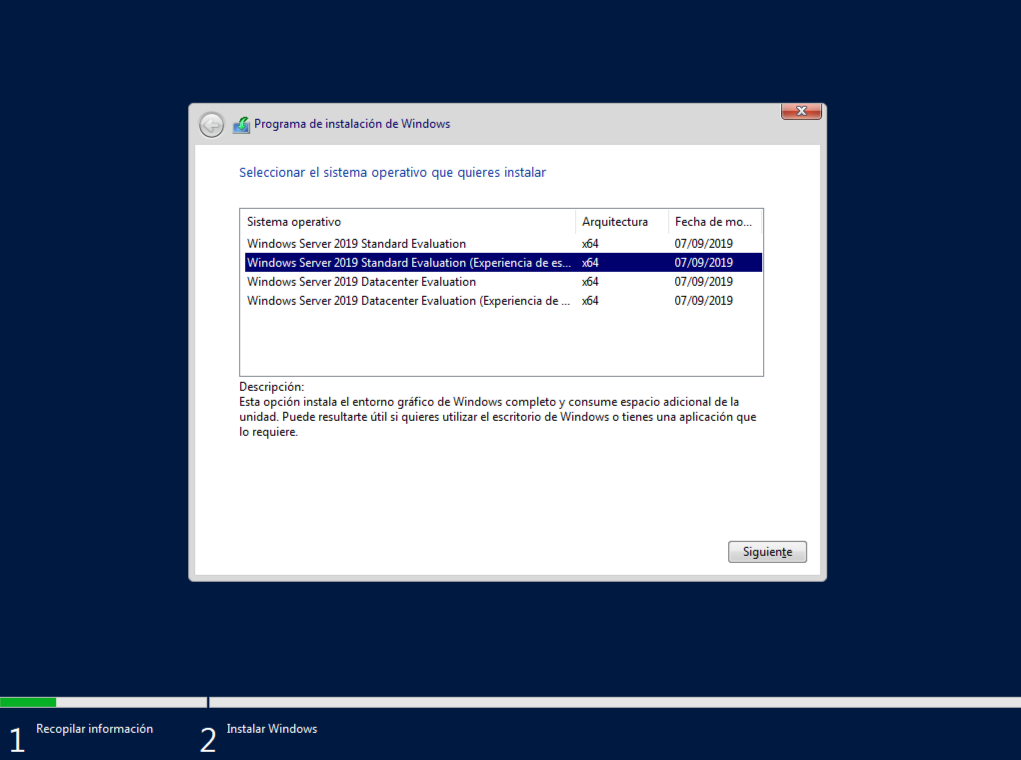 Programa de instalación de Windows
Seleccionar el sistema operativo que quieres instalar
Sistema operativo Arquitectura Fecha de mo...
Windows Server 2019 Standard Evaluation x64 07/09/2019
Windows Server 2019 Standard Evaluation (Experiencia de es... x64 07/09/2019
Windows Server 2019 Datacenter Evaluation x64 07/09/2019
Windows Server 2019 Datacenter Evaluation (Experiencia de ... x64 07/09/2019
Descripción:
Esta opción instala el entorno gráfico de Windows completo y consume espacio adicional de la
unidad. Puede resultarte útil si quieres utilizar el escritorio de Windows o tienes una aplicación que
lo requiere.
Siguiente
1 Recopilar información 2 Instalar Windows